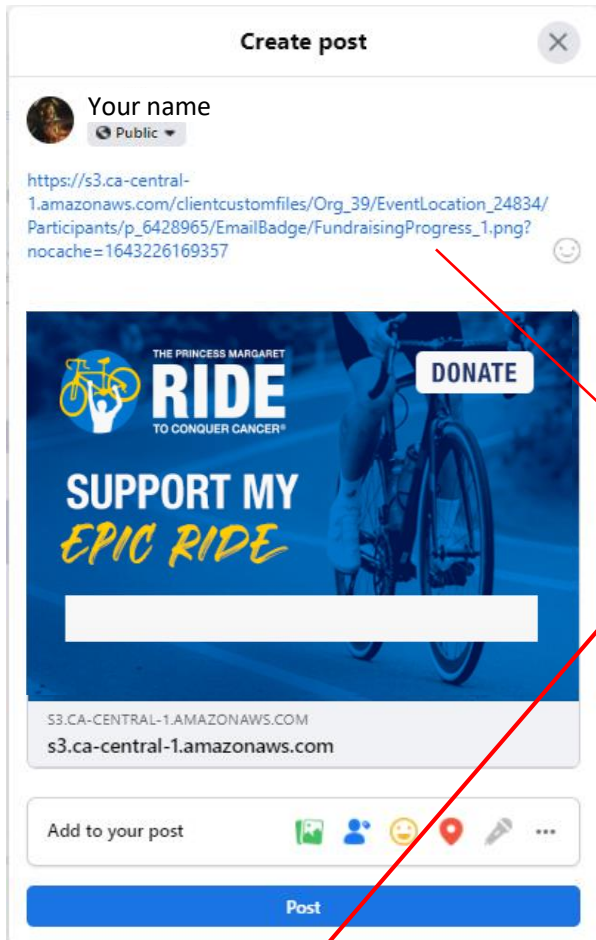 Create post
Your name
Public
https://s3.ca-central-
1.amazonaws.com/clientcustomfiles/Org_39/EventLocation_24834/
Participants/p_6428965/EmailBadge/FundraisingProgress_1.png?
nocache=1643226169357
THE PRINCESS MARGARET
RIDE
TO CONQUER CANCER®
DONATE
SUPPORT MY
EPIC RIDE
S3.CA-CENTRAL-1.AMAZONAWS.COM
s3.ca-central-1.amazonaws.com
Add to your post
Post